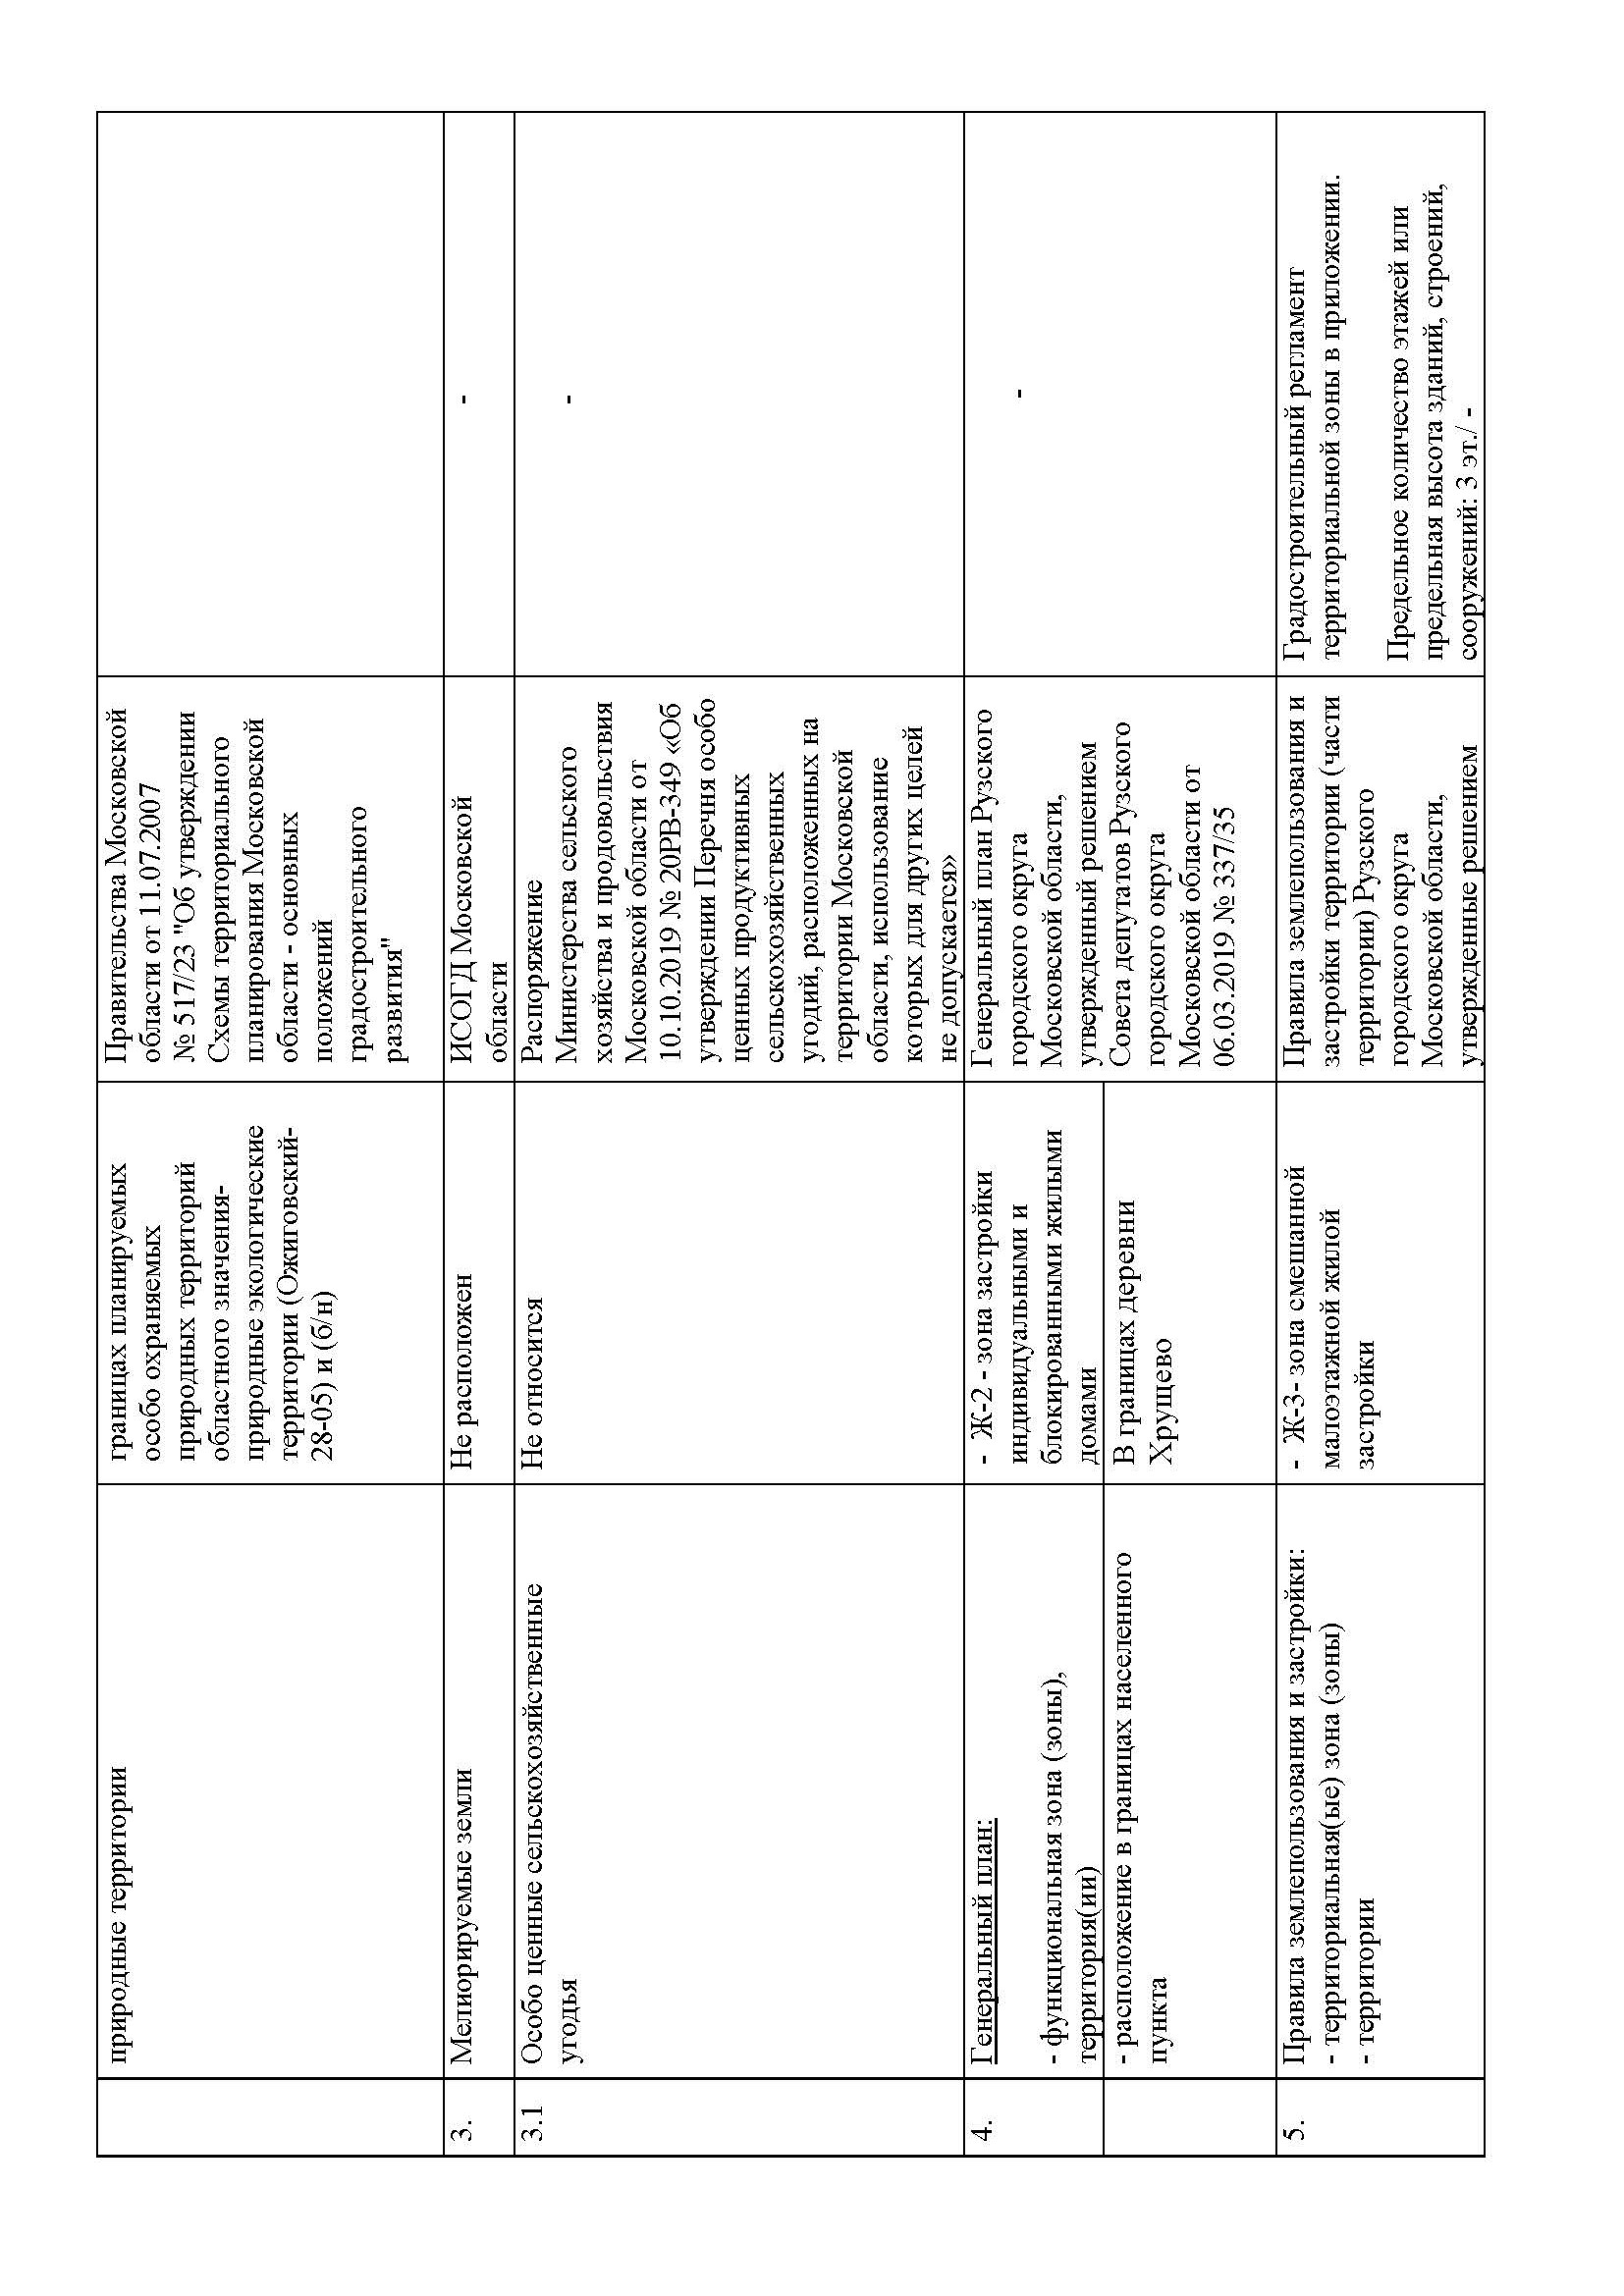 природные территории
границах планируемых
особо охраняемых
природных территорий
областного значения-
природные экологические
территории (Ожиговский-
28-05) и (б/н)
Правительства Московской
области от 11.07.2007
№ 517/23 "Об утверждении
Схемы территориального
планирования Московской
области - основных
положений
градостроительного
развития"
3.
Мелиорируемые земли
Не расположен
ИСОГД Московской
области
-
3.1
Особо ценные сельскохозяйственные
угодья
Не относится
Распоряжение
Министерства сельского
хозяйства и продовольствия
Московской области от
10.10.2019 № 20РВ-349 «Об
утверждении Перечня особо
ценных продуктивных
сельскохозяйственных
угодий, расположенных на
территории Московской
области, использование
которых для других целей
не допускается»
-
4.
Генеральный план:
- функциональная зона (зоны),
территория(ии)
- Ж-2 - зона застройки
индивидуальными и
блокированными жилыми
домами
Генеральный план Рузского
городского округа
Московской области,
утвержденный решением
Совета депутатов Рузского
городского округа
Московской области от
06.03.2019 № 337/35
-
- расположение в границах населенного
пункта
В границах деревни
Хрущево
5.
Правила землепользования и застройки:
- территориальная(ые) зона (зоны)
- территории
- Ж-3- зона смешанной
малоэтажной жилой
застройки
Правила землепользования и
застройки территории (части
территории) Рузского
городского округа
Московской области,
утвержденные решением
Градостроительный регламент
территориальной зоны в приложении.
Предельное количество этажей или
предельная высота зданий, строений,
сооружений: 3 эт./ -